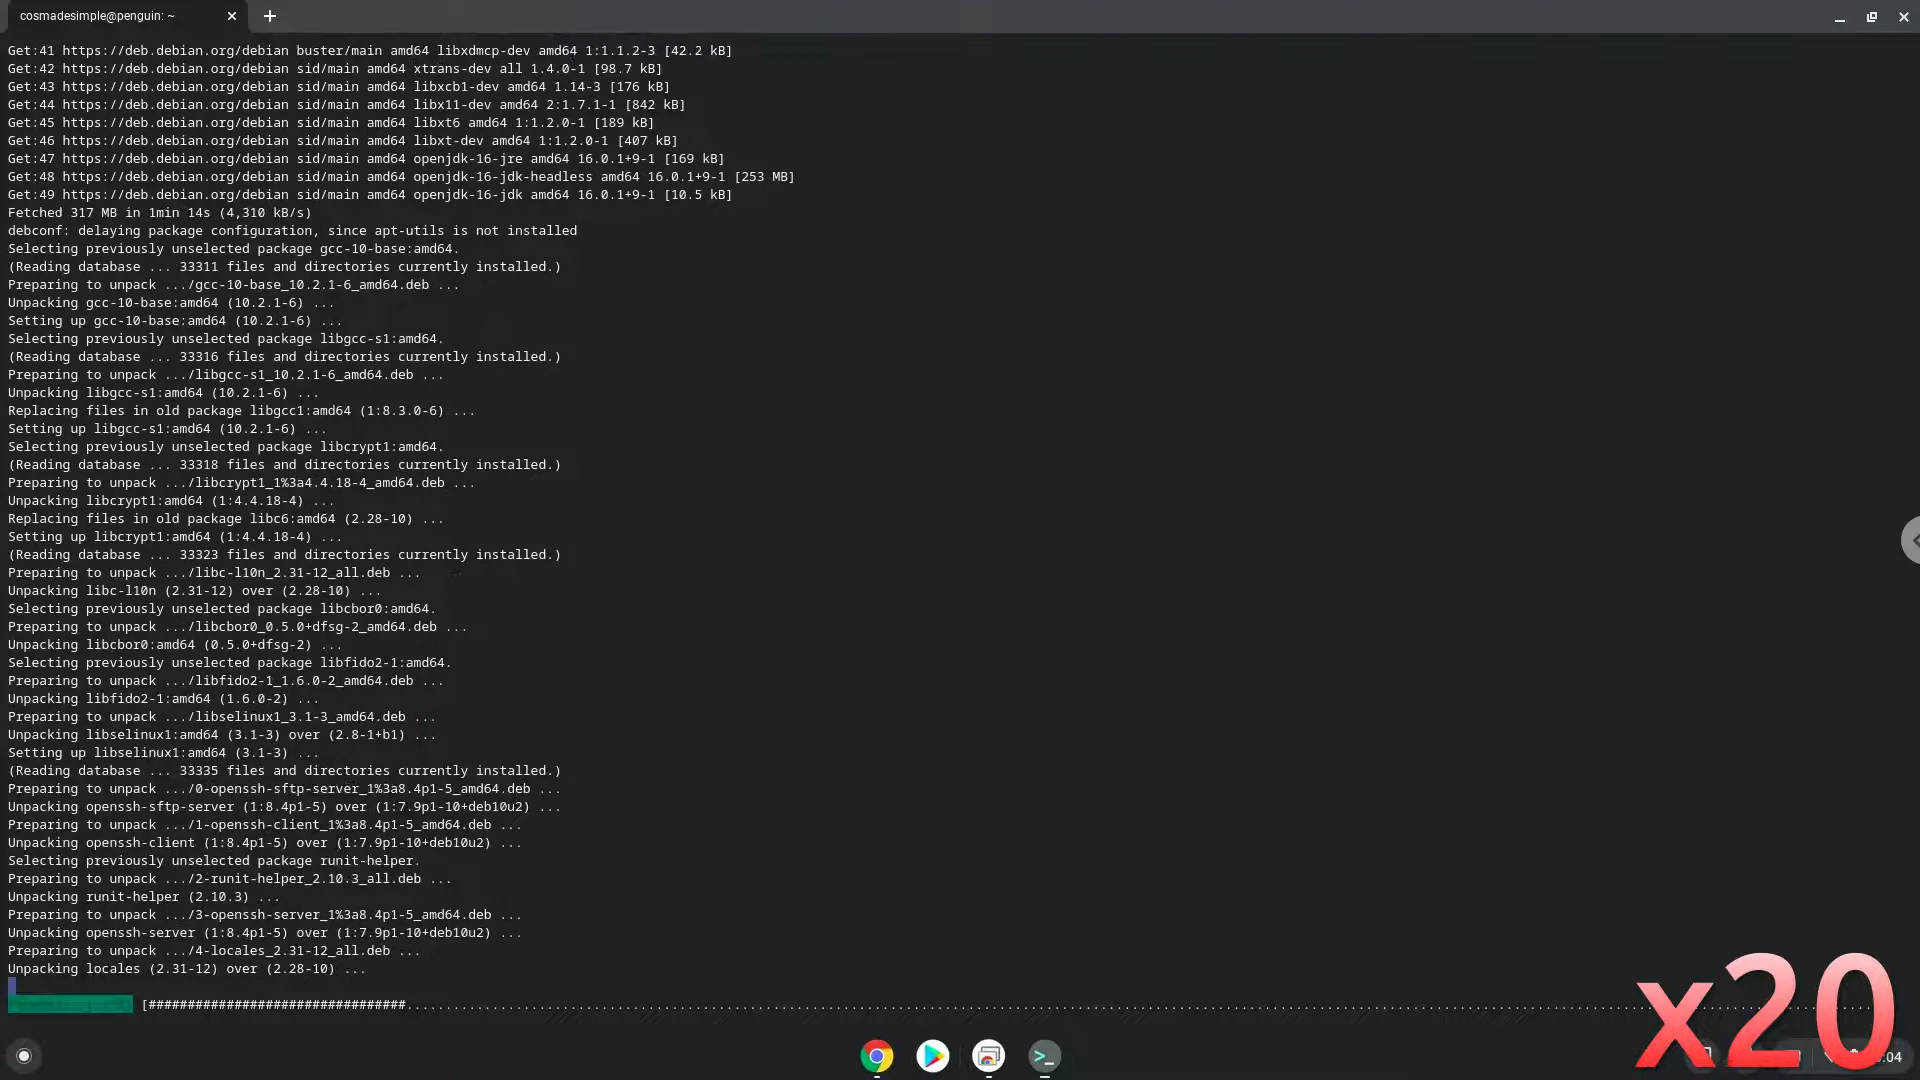 cosmadesimple@penguin: ~
Get:41 https://deb.debian.org/debian buster/main amd64 libxdmcp-dev amd64 1:1.1.2-3 [42.2 kB]
Get:42 https://deb.debian.org/debian sid/main amd64 xtrans-dev all 1.4.0-1 [98.7 kB]
Get:43 https://deb.debian.org/debian sid/main amd64 libxcb1-dev amd64 1.14-3 [176 kB]
Get:44 https://deb.debian.org/debian sid/main amd64 libx11-dev amd64 2:1.7.1-1 [842 kB]
Get:45 https://deb.debian.org/debian sid/main amd64 libxt6 amd64 1:1.2.0-1 [189 kB]
Get:46 https://deb.debian.org/debian sid/main amd64 libxt-dev amd64 1:1.2.0-1 [407 kB]
Get:47 https://deb.debian.org/debian sid/main amd64 openjdk-16-jre amd64 16.0.1+9-1 [169 kB]
Get:48 https://deb.debian.org/debian sid/main amd64 openjdk-16-jdk-headless amd64 16.0.1+9-1 [253 MB]
Get:49 https://deb.debian.org/debian sid/main amd64 openjdk-16-jdk amd64 16.0.1+9-1 [10.5 kB]
Fetched 317 MB in 1min 14s (4,310 kB/s)
debconf: delaying package configuration, since apt-utils is not installed
Selecting previously unselected package gcc-10-base:amd64.
(Reading database ... 33311 files and directories currently installed.)
Preparing to unpack .../gcc-10-base_10.2.1-6_amd64.deb ...
Unpacking gcc-10-base:amd64 (10.2.1-6) ...
Setting up gcc-10-base:amd64 (10.2.1-6) ...
Selecting previously unselected package libgcc-s1:amd64.
(Reading database ... 33316 files and directories currently installed.)
Preparing to unpack .../libgcc-s1_10.2.1-6_amd64.deb ...
Unpacking libgcc-s1:amd64 (10.2.1-6) ...
Replacing files in old package libgcc1:amd64 (1:8.3.0-6) ...
Setting up libgcc-s1:amd64 (10.2.1-6) ...
Selecting previously unselected package libcrypt1:amd64.
(Reading database ... 33318 files and directories currently installed.)
Preparing to unpack .../libcrypt1_1%3a4.4.18-4_amd64.deb ...
Unpacking libcrypt1:amd64 (1:4.4.18-4) ...
Replacing files in old package libc6:amd64 (2.28-10) ...
Setting up libcrypt1:amd64 (1:4.4.18-4) ...
(Reading database ... 33323 files and directories currently installed.)
Preparing to unpack .../libc-l10n_2.31-12_all.deb ...
Unpacking libc-l10n (2.31-12) over (2.28-10) ...
Selecting previously unselected package libcbor0:amd64.
Preparing to unpack .../libcbor0_0.5.0+dfsg-2_amd64.deb ...
Unpacking libcbor0:amd64 (0.5.0+dfsg-2) ...
Selecting previously unselected package libfido2-1:amd64.
Preparing to unpack .../libfido2-1_1.6.0-2_amd64.deb ...
Unpacking libfido2-1:amd64 (1.6.0-2) ...
Preparing to unpack .../libselinux1_3.1-3_amd64.deb ...
Unpacking libselinux1:amd64 (3.1-3) over (2.8-1+b1) ...
Setting up libselinux1:amd64 (3.1-3) ...
(Reading database ... 33335 files and directories currently installed.)
Preparing to unpack .../0-openssh-sftp-server_1%3a8.4p1-5_amd64.deb ...
Unpacking openssh-sftp-server (1:8.4p1-5) over (1:7.9p1-10+deb10u2) ...
Preparing to unpack .../1-openssh-client_1%3a8.4p1-5_amd64.deb ...
Unpacking openssh-client (1:8.4p1-5) over (1:7.9p1-10+deb10u2) ...
Selecting previously unselected package runit-helper.
Preparing to unpack .../2-runit-helper_2.10.3_all.deb ...
Unpacking runit-helper (2.10.3) ...
Preparing to unpack .../3-openssh-server_1%3a8.4p1-5_amd64.deb ...
Unpacking openssh-server (1:8.4p1-5) over (1:7.9p1-10+deb10u2) ...
Preparing to unpack .../4-locales_2.31-12_all.deb ...
Unpacking locales (2.31-12) over (2.28-10) ...
x20